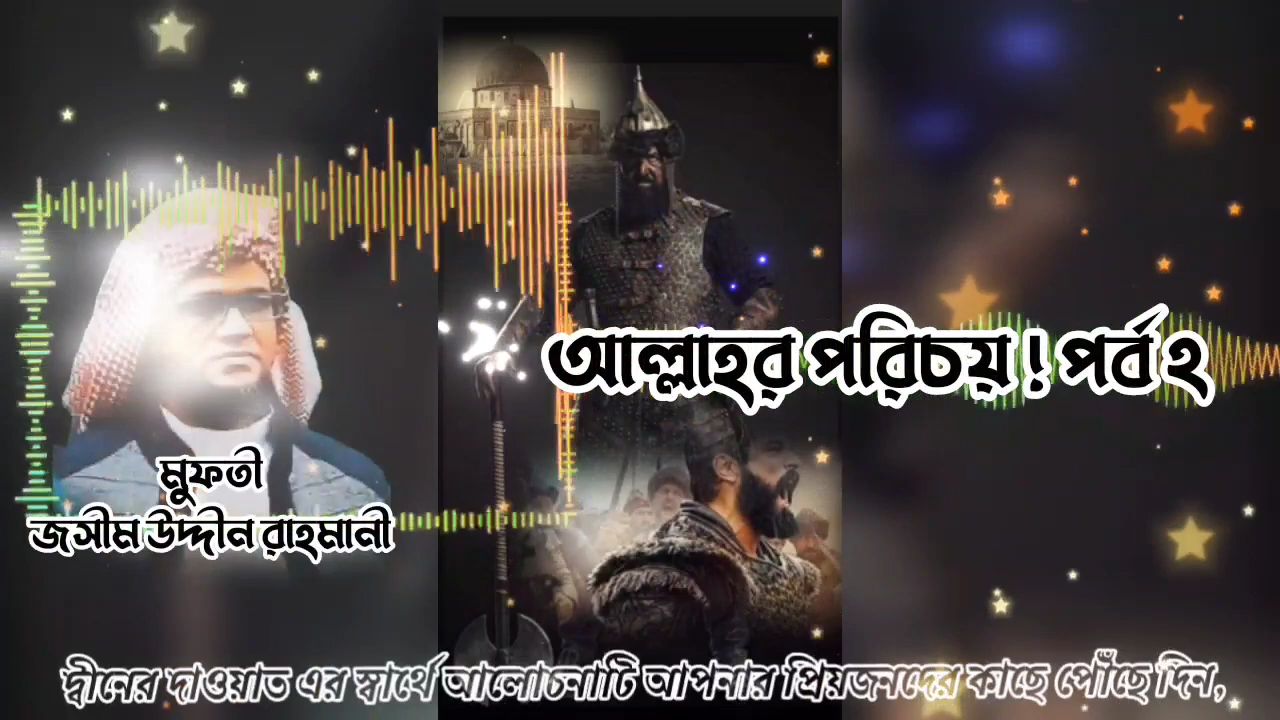 আল্লাহর পরিচয় ! পর্ব ২
মুফতী
জসীম উদ্দীন রাহমানী
দ্বীনের দাওয়াত এর স্বার্থে আলোচনাটি আপনার প্রিয়জনদের কাছে পৌঁছে দিন,